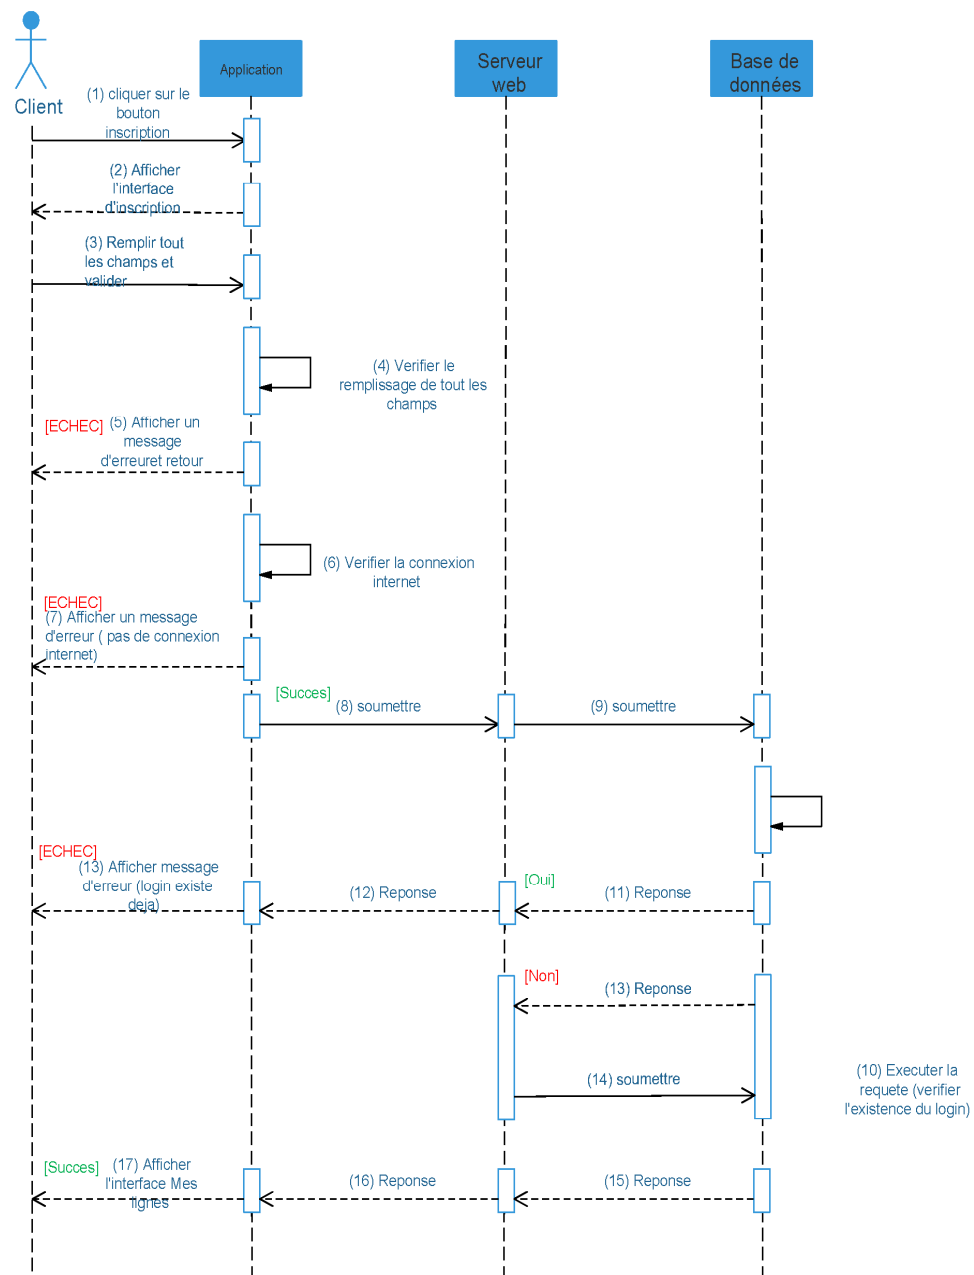 Client
Application
Serveur
web
Base de
données
(1) cliquer sur le
bouton
inscription
(2) Afficher
l'interface
d'inscription
(3) Remplir tout
les champs et
valider
(4) Verifier le
remplissage de tout les
champs
[ECHEC]
(5) Afficher un
message
d'erreuret retour
(6) Verifier la connexion
internet
[ECHEC]
(7) Afficher un message
d'erreur ( pas de connexion
internet)
[Succes]
(8) soumettre
(9) soumettre
[ECHEC]
(13) Afficher message
d'erreur (login existe
deja)
(12) Reponse
[Oui]
(11) Reponse
[Non]
(13) Reponse
(14) soumettre
(10) Executer la
requete (verifier
l'existence du login)
[Succes]
(17) Afficher
l'interface Mes
lignes
(16) Reponse
(15) Reponse